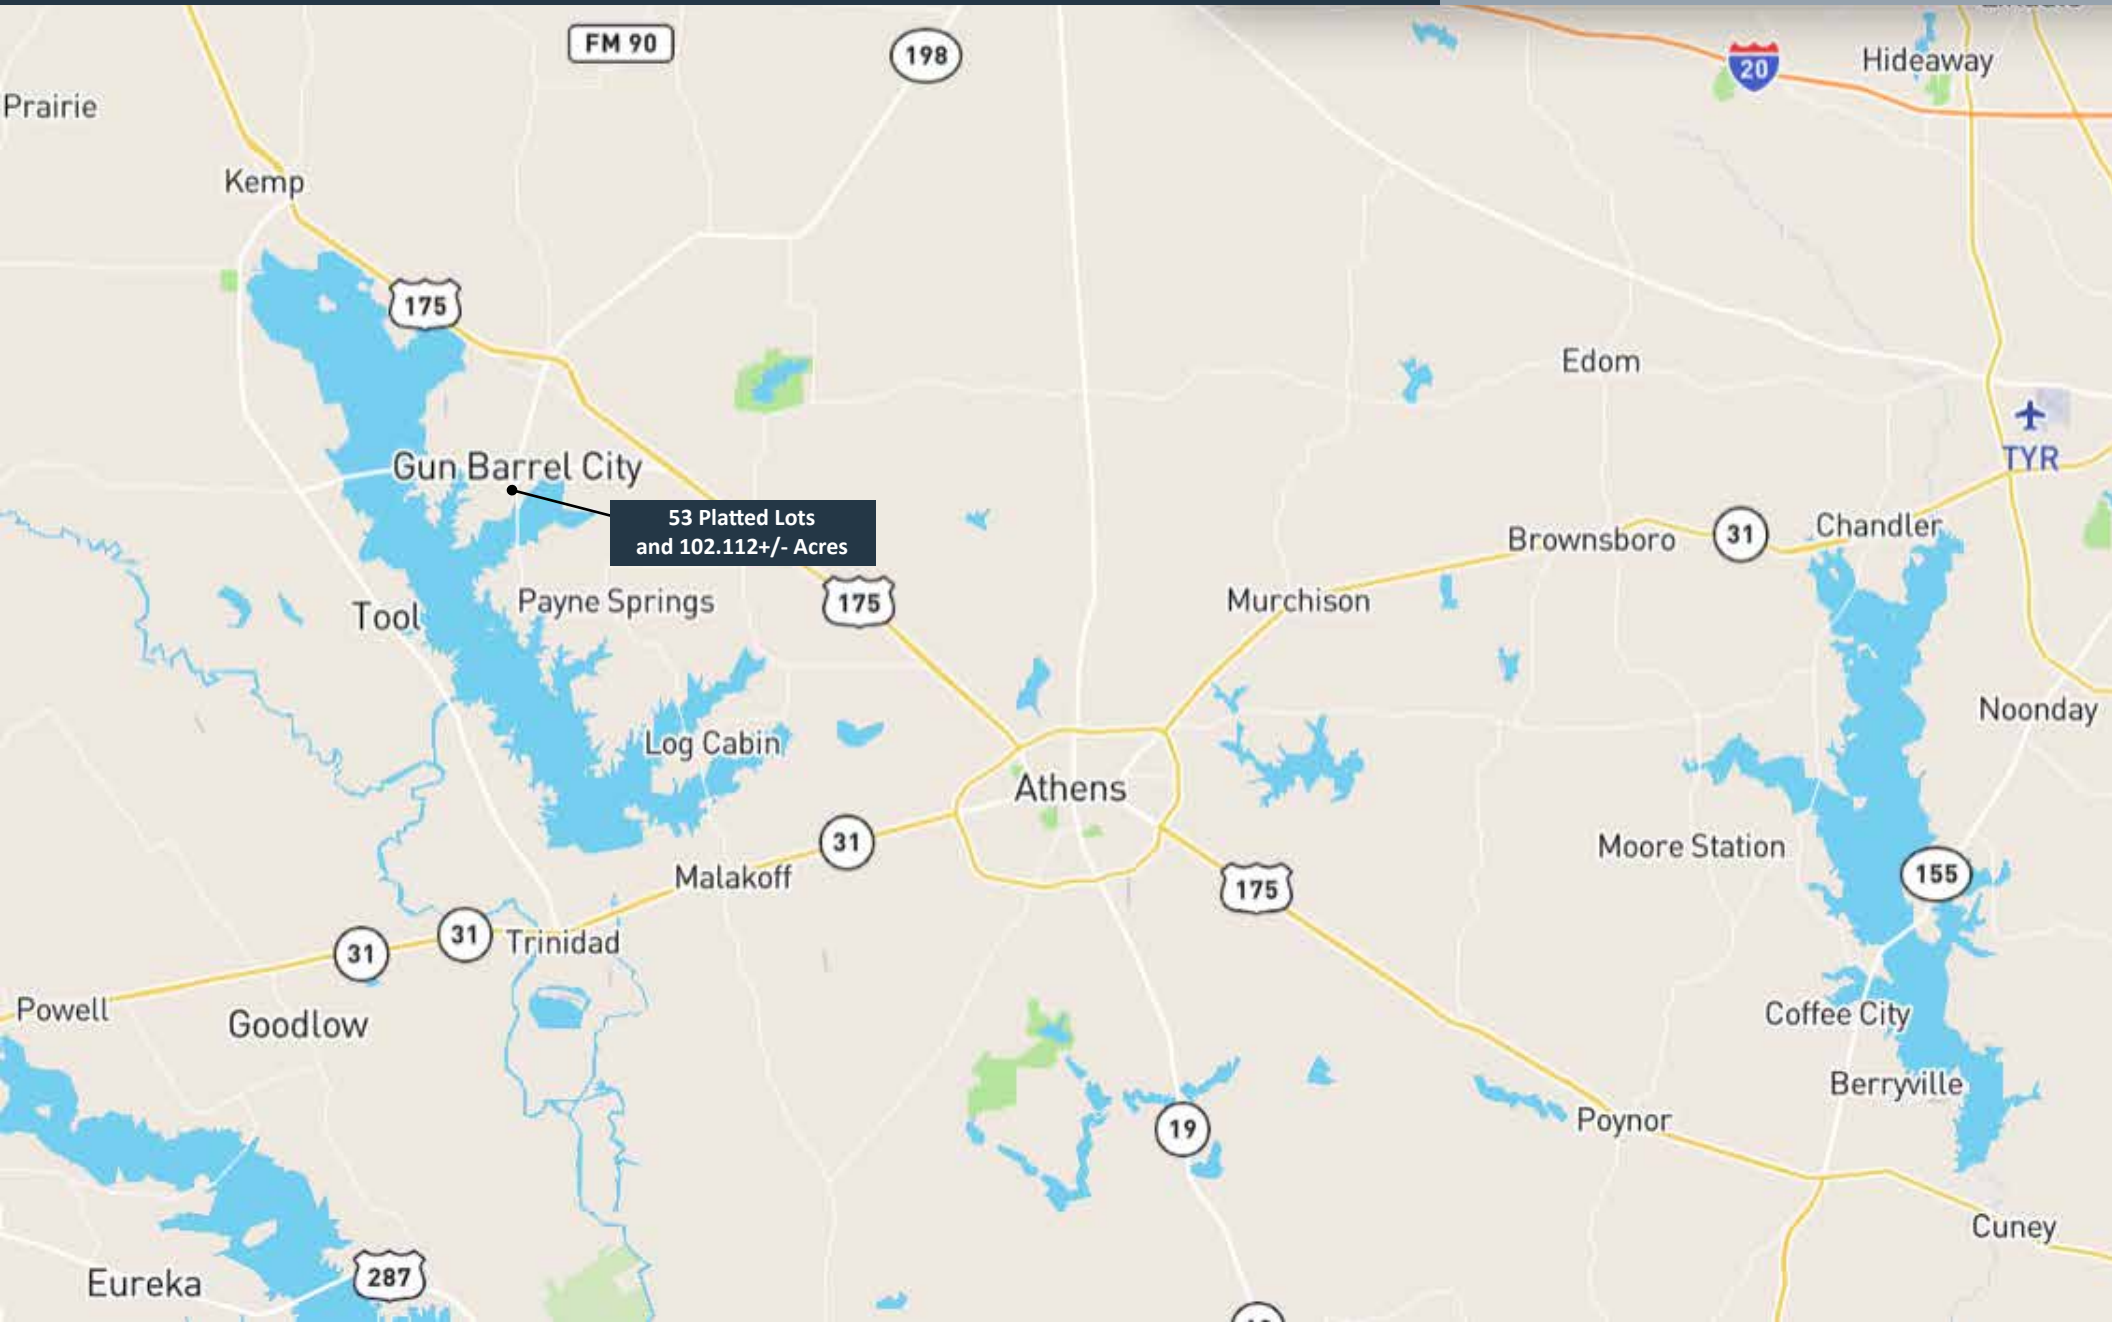 FM 90
198
20
Hideaway
Prairie
Kemp
175
Edom
TYR
Gun Barrel City
53 Platted Lots
and 102.112+/- Acres
Brownsboro
31
Chandler
Tool
Payne Springs
175
Murchison
Noonday
Log Cabin
Athens
31
Malakoff
Moore Station
175
155
31
31
Trinidad
Powell
Goodlow
Coffee City
Berryville
19
Poynor
Cuney
Eureka
287